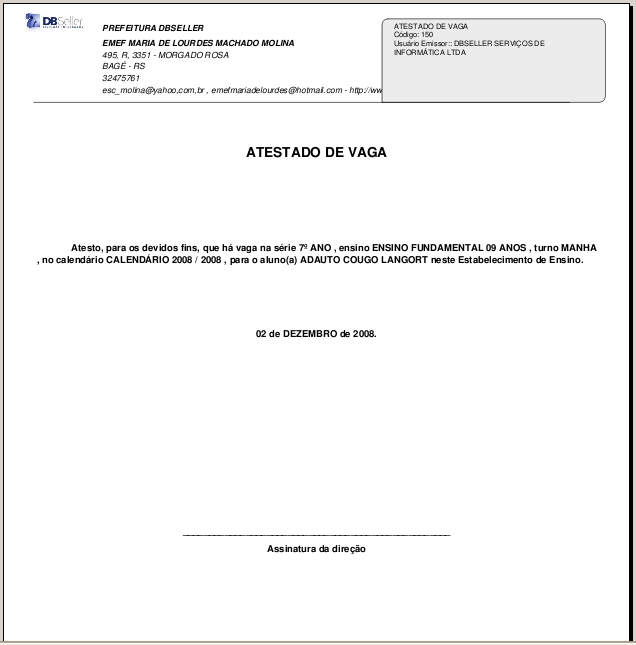 DBSeller
PREFEITURA DBSELLER
EMEF MARIA DE LOURDES MACHADO MOLINA
495, R, 3351 - MORGADO ROSA
BAGÉ - RS
32475761
esc_molina@yahoo,com,br , emefmariadelourdes@hotmail.com - http://ww
ATESTADO DE VAGA
Código: 150
Usuário Emissor:: DBSELLER SERVIÇOS DE
INFORMÁTICA LTDA
ATESTADO DE VAGA
Atesto, para os devidos fins, que há vaga na série 7º ANO , ensino ENSINO FUNDAMENTAL 09 ANOS , turno MANHA
, no calendário CALENDÁRIO 2008 / 2008 , para o aluno(a) ADAUTO COUGO LANGORT neste Estabelecimento de Ensino.
02 de DEZEMBRO de 2008.
Assinatura da direção